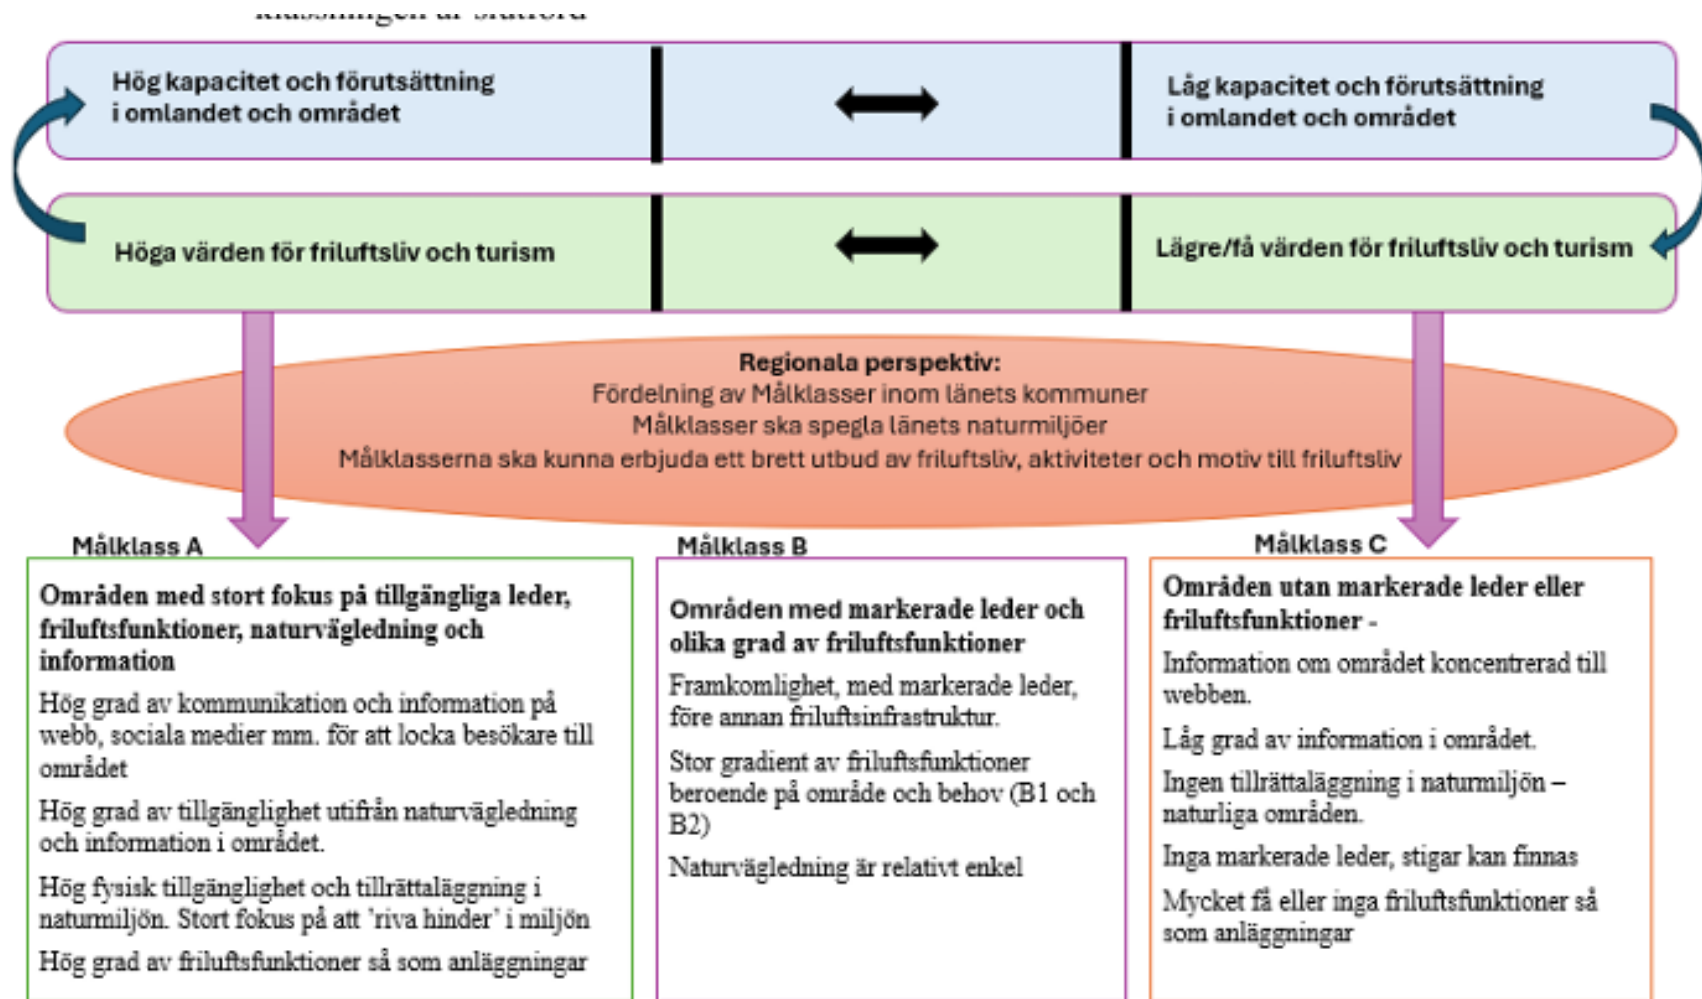 klassningen är slutförd
Hög kapacitet och förutsättning
i omlandet och området
Låg kapacitet och förutsättning
i omlandet och området
Höga värden för friluftsliv och turism
Lägre/få värden för friluftsliv och turism
Regionala perspektiv:
Fördelning av Målklasser inom länets kommuner
Målklasser ska spegla länets naturmiljöer
Målklasserna ska kunna erbjuda ett brett utbud av friluftsliv, aktiviteter och motiv till friluftsliv
Målklass A
Områden med stort fokus på tillgängliga leder,
friluftsfunktioner, naturvägledning och
information
Hög grad av kommunikation och information på
webb, sociala medier mm. för att locka besökare till
området
Hög grad av tillgänglighet utifrån naturvägledning
och information i området.
Hög fysisk tillgänglighet och tillrättaläggning i
naturmiljön. Stort fokus på att 'riva hinder' i miljön
Hög grad av friluftsfunktioner så som anläggningar
Målklass B
Områden med markerade leder och
olika grad av friluftsfunktioner
Framkomlighet, med markerade leder,
före annan friluftsinfrastruktur.
Stor gradient av friluftsfunktioner
beroende på område och behov (B1 och
B2)
Naturvägledning är relativt enkel
Målklass C
Områden utan markerade leder eller
friluftsfunktioner -
Information om området koncentrerad till
webben.
Låg grad av information i området.
Ingen tillrättaläggning i naturmiljön –
naturliga områden.
Inga markerade leder, stigar kan finnas
Mycket få eller inga friluftsfunktioner så
som anläggningar